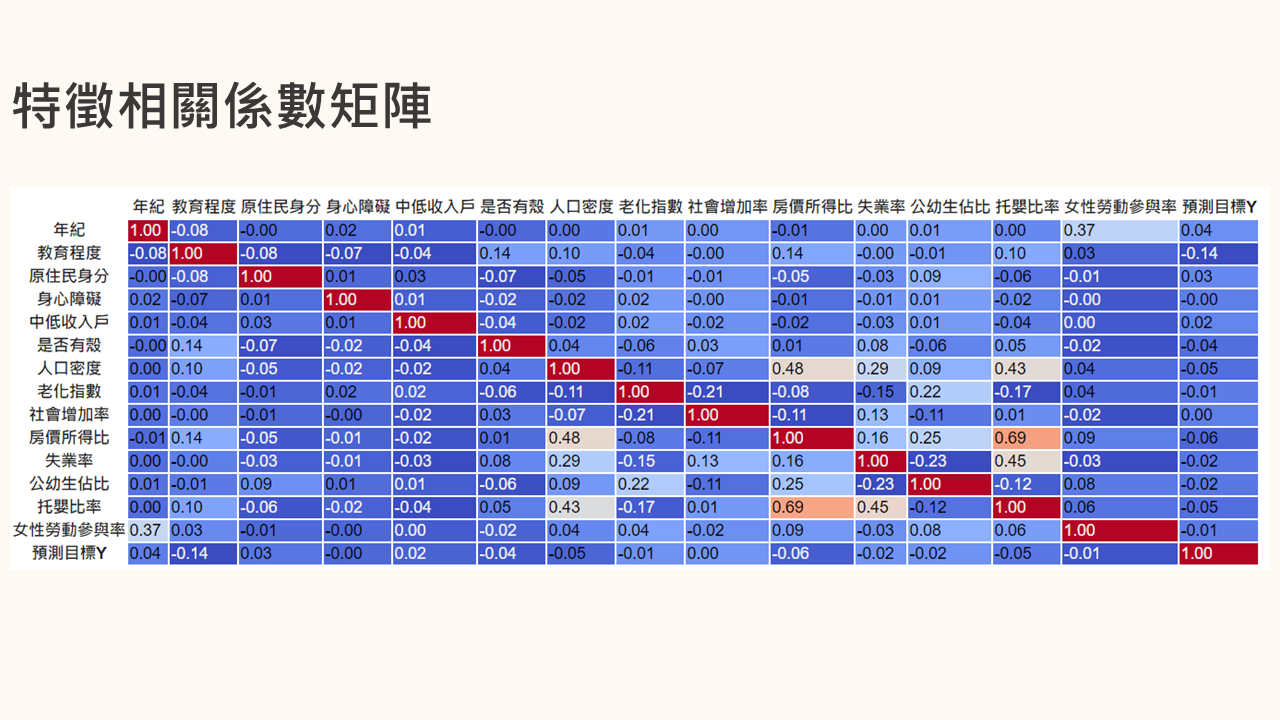 特徵相關係數矩陣
年紀 教育程度 原住民身分 身心障礙 中低收入戶 是否有殼 人口密度 老化指數 社會增加率 房價所得比 失業率 公幼生佔比 托嬰比率 女性勞動參與率 預測目標Y
年紀 1.00 -0.08 -0.00 0.02 0.01 -0.00 0.00 0.01 0.00 -0.01 0.00 0.01 0.00 0.37 0.04
教育程度 -0.08 1.00 -0.08 -0.07 -0.04 0.14 0.10 -0.04 -0.00 0.14 -0.00 -0.01 0.10 0.03 -0.14
原住民身分 -0.00 -0.08 1.00 0.01 0.03 -0.07 -0.05 -0.01 -0.01 -0.05 -0.03 0.09 -0.06 -0.01 0.03
身心障礙 0.02 -0.07 0.01 1.00 0.01 -0.02 -0.02 0.02 -0.00 -0.01 -0.01 0.01 -0.02 -0.00 -0.00
中低收入戶 0.01 -0.04 0.03 0.01 1.00 -0.04 -0.02 0.02 -0.02 -0.02 -0.03 0.01 -0.04 0.00 0.02
是否有殼 -0.00 0.14 -0.07 -0.02 -0.04 1.00 0.04 -0.06 0.03 0.01 0.08 -0.06 0.05 -0.02 -0.04
人口密度 0.00 0.10 -0.05 -0.02 -0.02 0.04 1.00 -0.11 -0.07 0.48 0.29 0.09 0.43 0.04 -0.05
老化指數 0.01 -0.04 -0.01 0.02 0.02 -0.06 -0.11 1.00 -0.21 -0.08 -0.15 0.22 -0.17 0.04 -0.01
社會增加率 0.00 -0.00 -0.01 -0.00 -0.02 0.03 -0.07 -0.21 1.00 -0.11 0.13 -0.11 0.01 -0.02 0.00
房價所得比 -0.01 0.14 -0.05 -0.01 -0.02 0.01 0.48 -0.08 -0.11 1.00 0.16 0.25 0.69 0.09 -0.06
失業率 0.00 -0.00 -0.03 -0.01 -0.03 0.08 0.29 -0.15 0.13 0.16 1.00 -0.23 0.45 -0.03 -0.02
公幼生佔比 0.01 -0.01 0.09 0.01 0.01 -0.06 0.09 0.22 -0.11 0.25 -0.23 1.00 -0.12 0.08 -0.02
托嬰比率 0.00 0.10 -0.06 -0.02 -0.04 0.05 0.43 -0.17 0.01 0.69 0.45 -0.12 1.00 0.06 -0.05
女性勞動參與率 0.37 0.03 -0.01 -0.00 0.00 -0.02 0.04 0.04 -0.02 0.09 -0.03 0.08 0.06 1.00 -0.01
預測目標Y 0.04 -0.14 0.03 -0.00 0.02 -0.04 -0.05 -0.01 0.00 -0.06 -0.02 -0.02 -0.05 -0.01 1.00